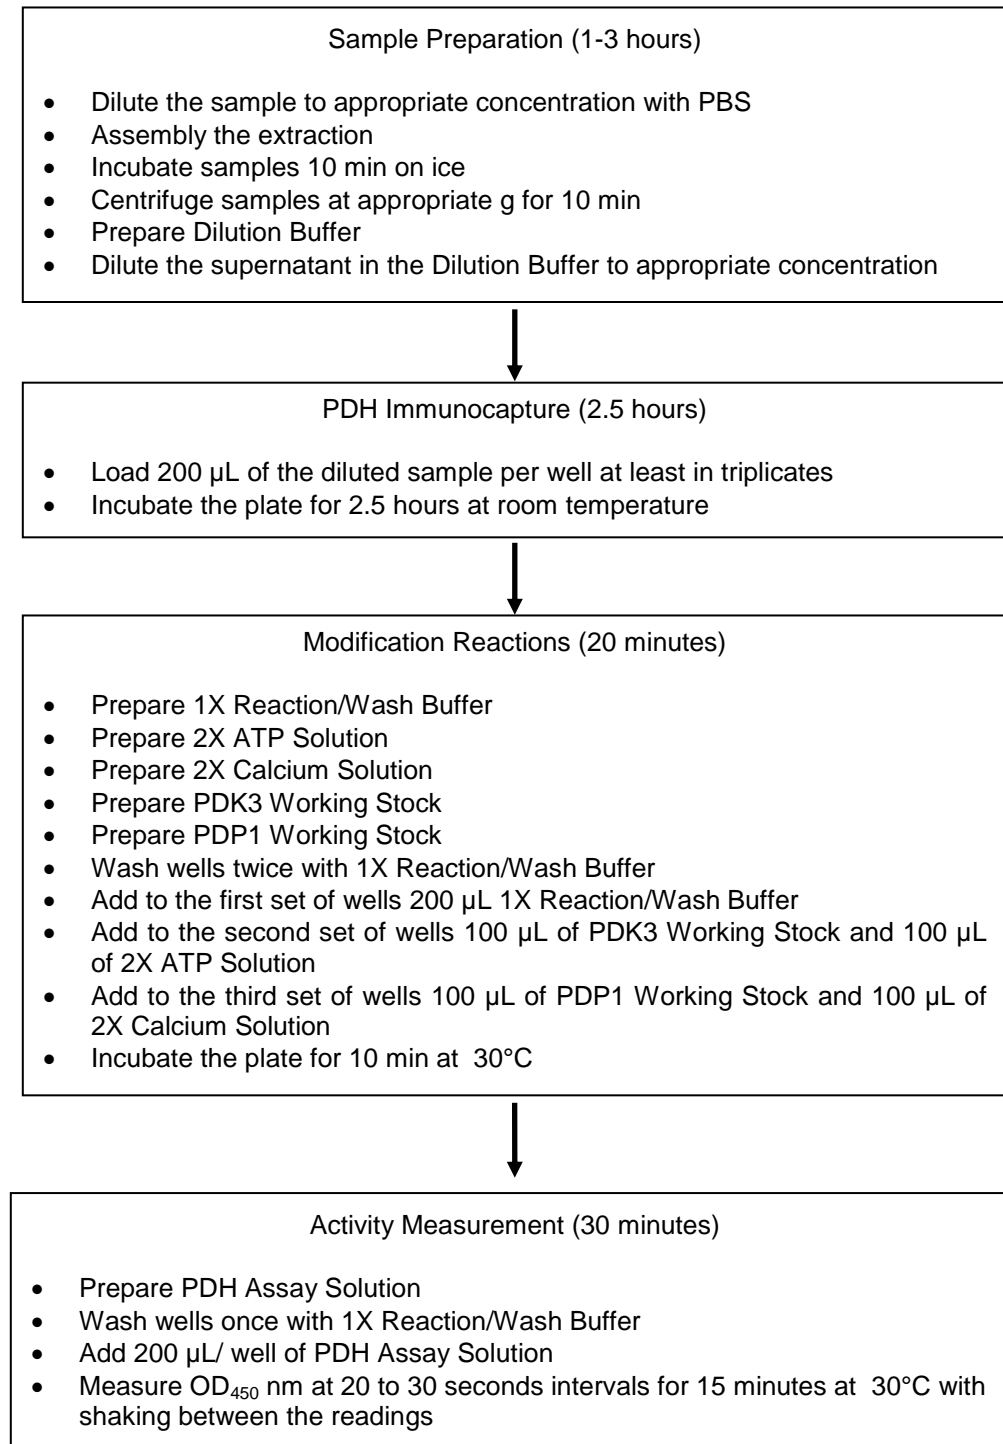 Sample Preparation (1-3 hours)
• Dilute the sample to appropriate concentration with PBS
• Assembly the extraction
• Incubate samples 10 min on ice
• Centrifuge samples at appropriate g for 10 min
• Prepare Dilution Buffer
• Dilute the supernatant in the Dilution Buffer to appropriate concentration
PDH Immunocapture (2.5 hours)
• Load 200 µL of the diluted sample per well at least in triplicates
• Incubate the plate for 2.5 hours at room temperature
Modification Reactions (20 minutes)
• Prepare 1X Reaction/Wash Buffer
• Prepare 2X ATP Solution
• Prepare 2X Calcium Solution
• Prepare PDK3 Working Stock
• Prepare PDP1 Working Stock
• Wash wells twice with 1X Reaction/Wash Buffer
• Add to the first set of wells 200 µL 1X Reaction/Wash Buffer
• Add to the second set of wells 100 µL of PDK3 Working Stock and 100 µL
of 2X ATP Solution
• Add to the third set of wells 100 µL of PDP1 Working Stock and 100 µL of
2X Calcium Solution
• Incubate the plate for 10 min at 30°C
Activity Measurement (30 minutes)
• Prepare PDH Assay Solution
• Wash wells once with 1X Reaction/Wash Buffer
• Add 200 µL/ well of PDH Assay Solution
• Measure OD₄₅₀ nm at 20 to 30 seconds intervals for 15 minutes at 30°C with
shaking between the readings